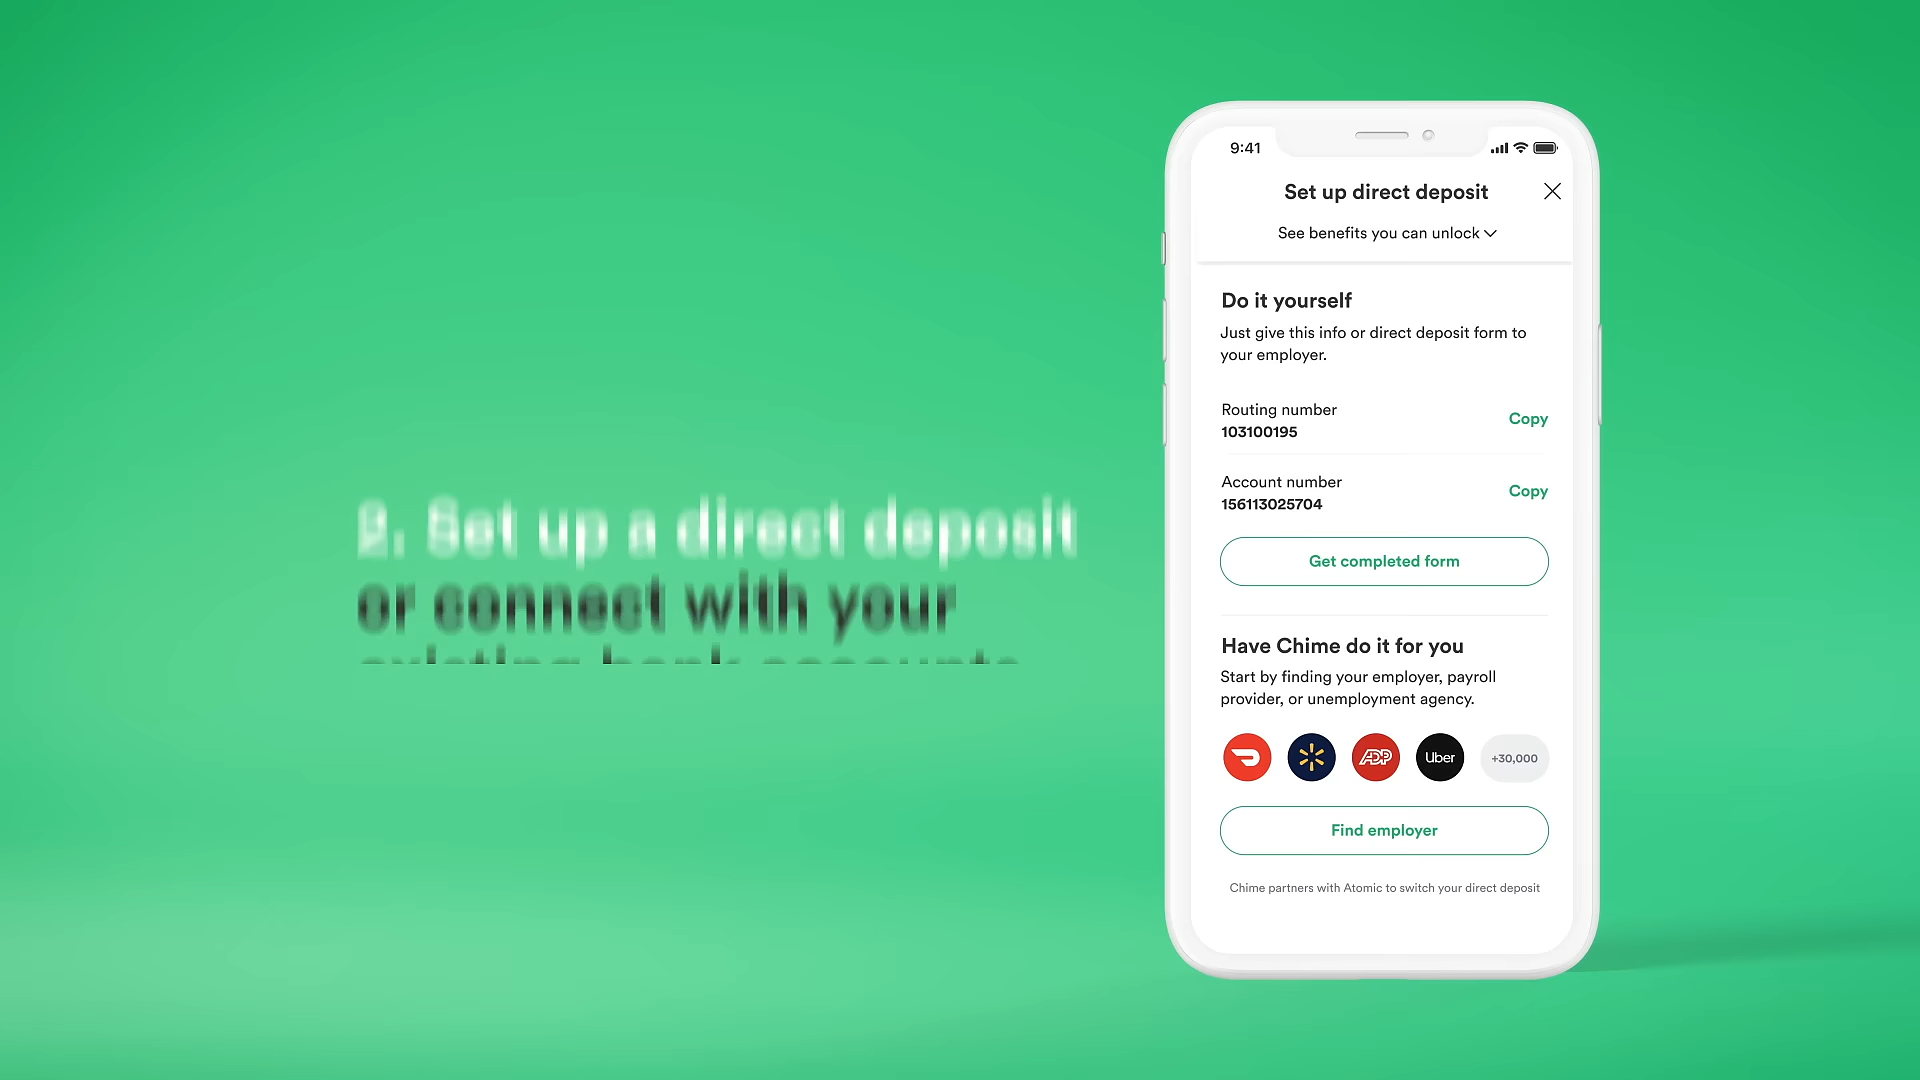 2. Set up a direct deposit
or connect with your
existing bank accounts
9:41
Set up direct deposit
See benefits you can unlock
Do it yourself
Just give this info or direct deposit form to
your employer.
Routing number
103100195
Copy
Account number
156113025704
Copy
Get completed form
Have Chime do it for you
Start by finding your employer, payroll
provider, or unemployment agency.
ADP
Uber
+30,000
Find employer
Chime partners with Atomic to switch your direct deposit